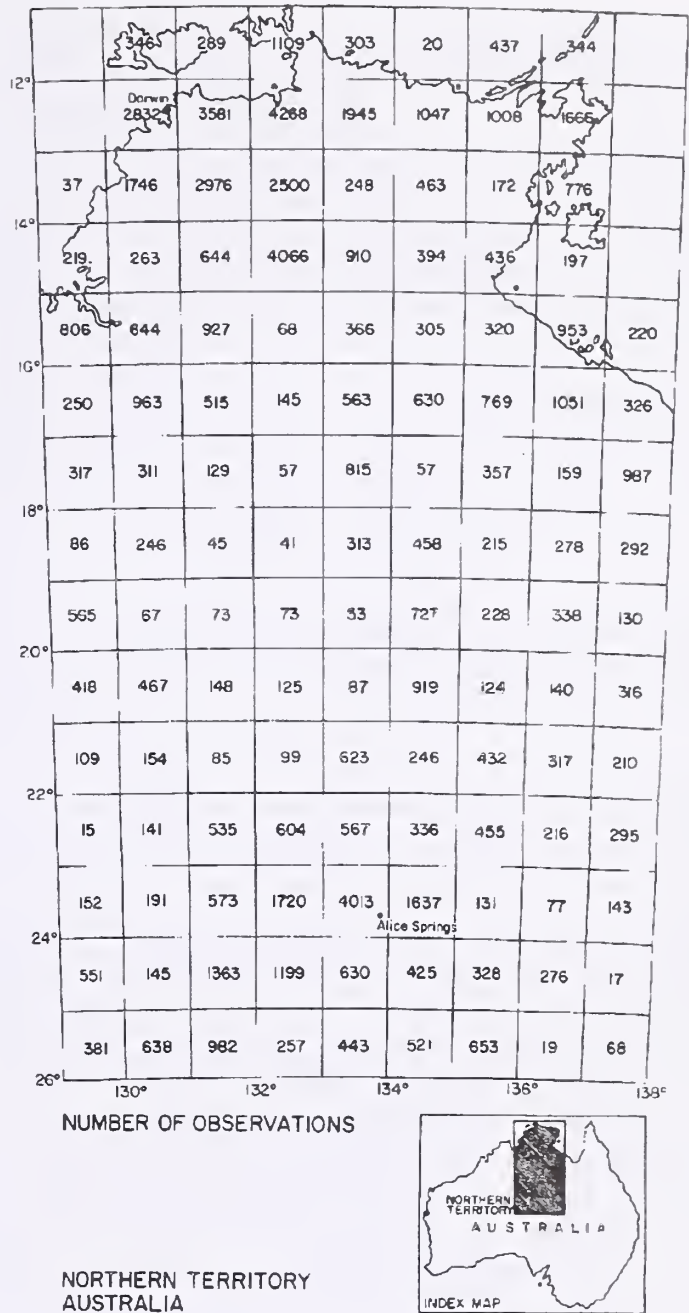 346 289 1109 303 20 437 344
12°
Darwin
2832 3581 4268 1945 1047 1008 1666
37 1746 2976 2500 248 463 172 776
14°
219 263 644 4066 910 394 436 197
806 644 927 68 366 305 320 953 220
16°
250 963 515 145 563 630 769 1051 326
317 311 129 57 815 57 357 159 987
18°
86 246 45 41 313 458 215 278 292
565 67 73 73 33 727 228 338 130
20°
418 467 148 125 87 919 124 140 316
109 154 85 99 623 246 432 317 210
22°
15 141 535 604 567 336 455 216 295
152 191 573 1720 4013 1637 131 77 143
Alice Springs
24°
551 145 1363 1199 630 425 328 276 17
381 638 982 257 443 521 653 19 68
26°
130° 132° 134° 136° 138°
NUMBER OF OBSERVATIONS
NORTHERN
TERRITORY
AUSTRALIA
INDEX MAP
NORTHERN TERRITORY
AUSTRALIA